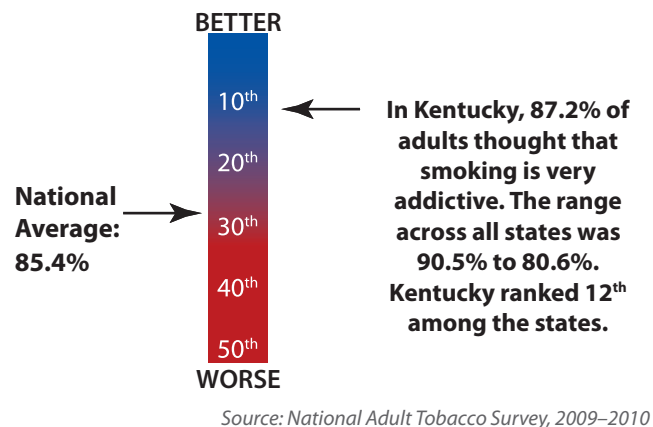 BETTER
10th
20th
30th
40th
50th
WORSE
National
Average:
85.4%
In Kentucky, 87.2% of
adults thought that
smoking is very
addictive. The range
across all states was
90.5% to 80.6%.
Kentucky ranked 12th
among the states.
Source: National Adult Tobacco Survey, 2009–2010